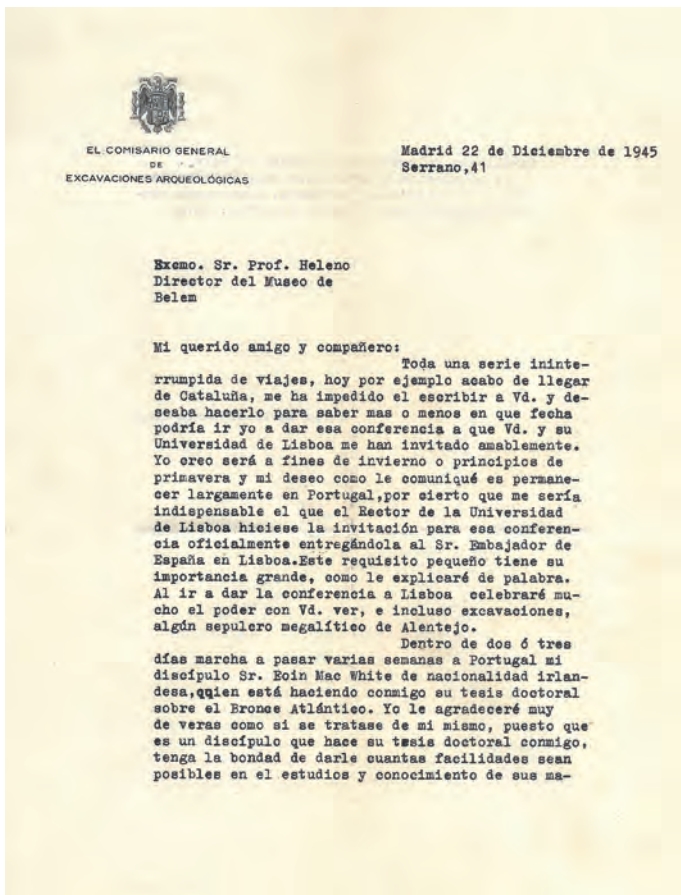 EL COMISARIO GENERAL
DE
EXCAVACIONES ARQUEOLÓGICAS
Madrid 22 de Diciembre de 1945
Serrano,41
Exomo. Sr. Prof. Heleno
Director del Museo de
Belem
Mi querido amigo y compañero:
Toda una serie ininte-
rrumpida de viajes, hoy por ejemplo acabo de llegar
de Cataluña, me ha impedido el escribir a Vd. y de-
seaba hacerlo para saber mas o menos en que fecha
podría ir yo a dar esa conferencia a que Vd. y su
Universidad de Lisboa me han invitado amablemente.
Yo creo será a fines de invierno o principios de
primavera y mi deseo como le comuniqué es permane-
cer largamente en Portugal,por cierto que me sería
indispensable el que el Rector de la Universidad
de Lisboa hiciese la invitación para esa conferen-
cia oficialmente entregándola al Sr. Embajador de
España en Lisboa.Este requisito pequeño tiene su
importancia grande, como le explicaré de palabra.
Al ir a dar la conferencia a Lisboa celebraré mu-
cho el poder con Vd. ver, e incluso excavaciones,
algún sepulcro megalítico de Alentejo.
Dentro de dos ó tres
días marcha a pasar varias semanas a Portugal mi
discípulo Sr. Eoin Mac White de nacionalidad irlan-
desa,qqien está haciendo conmigo su tesis doctoral
sobre el Bronce Atlántico. Yo le agradeceré muy
de veras como si se tratase de mi mismo, puesto que
es un discípulo que hace su tesis doctoral conmigo,
tenga la bondad de darle cuantas facilidades sean
posibles en el estudios y conocimiento de sus ma-